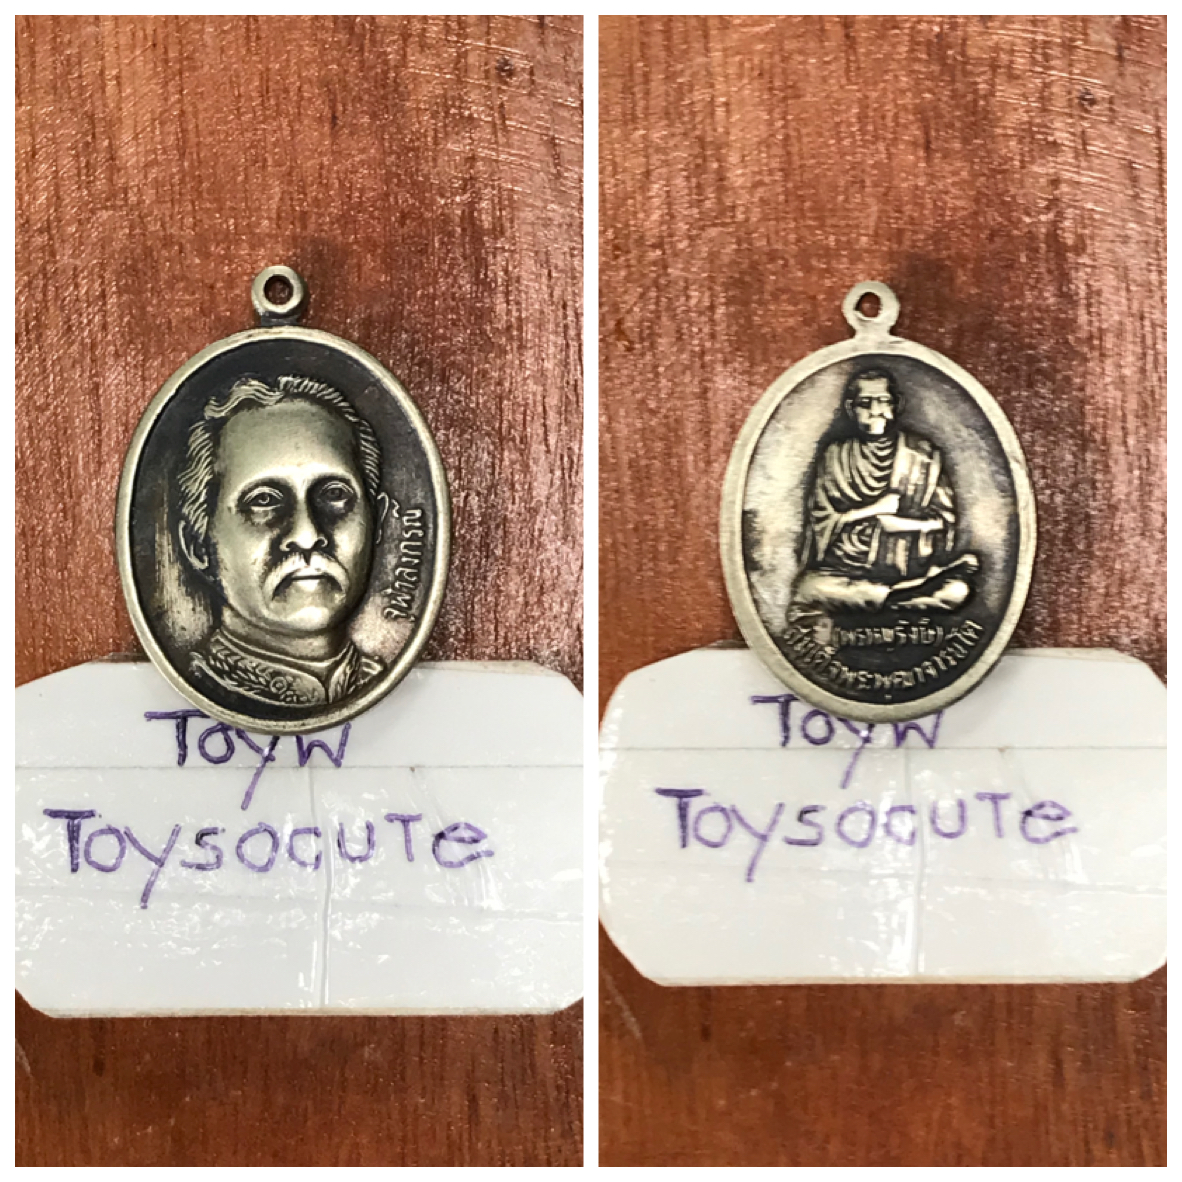 จุฬาลงกรณ์
Toyw
Toysocute
(พรหมรังษี)
สมเด็จพระพุฒาจารย์โต
Toyw
Toysocute